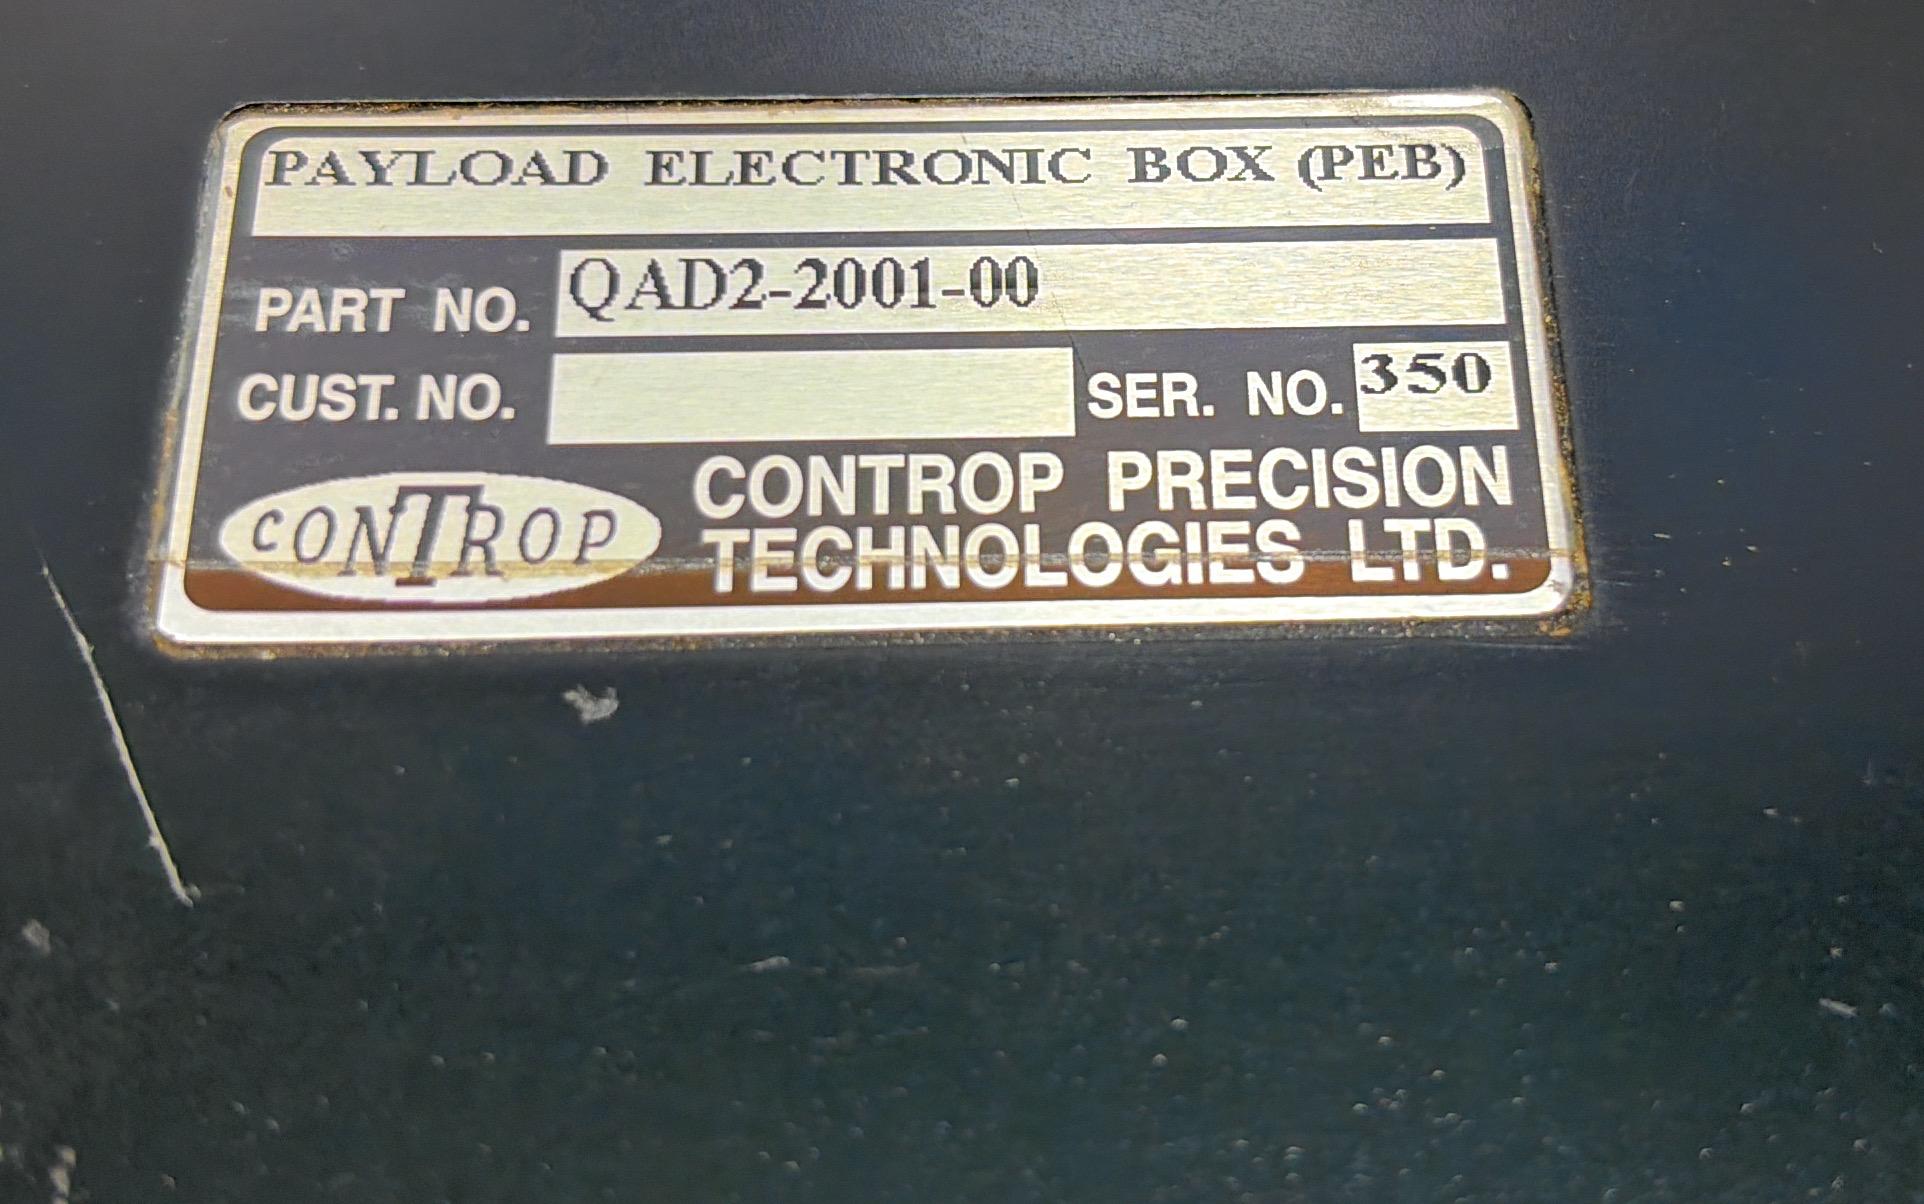 PAYLOAD ELECTRONIC BOX (PEB)
PART NO. QAD2-2001-00
CUST. NO. SER. NO. 350
CONTROP CONTROP PRECISION
TECHNOLOGIES LTD.